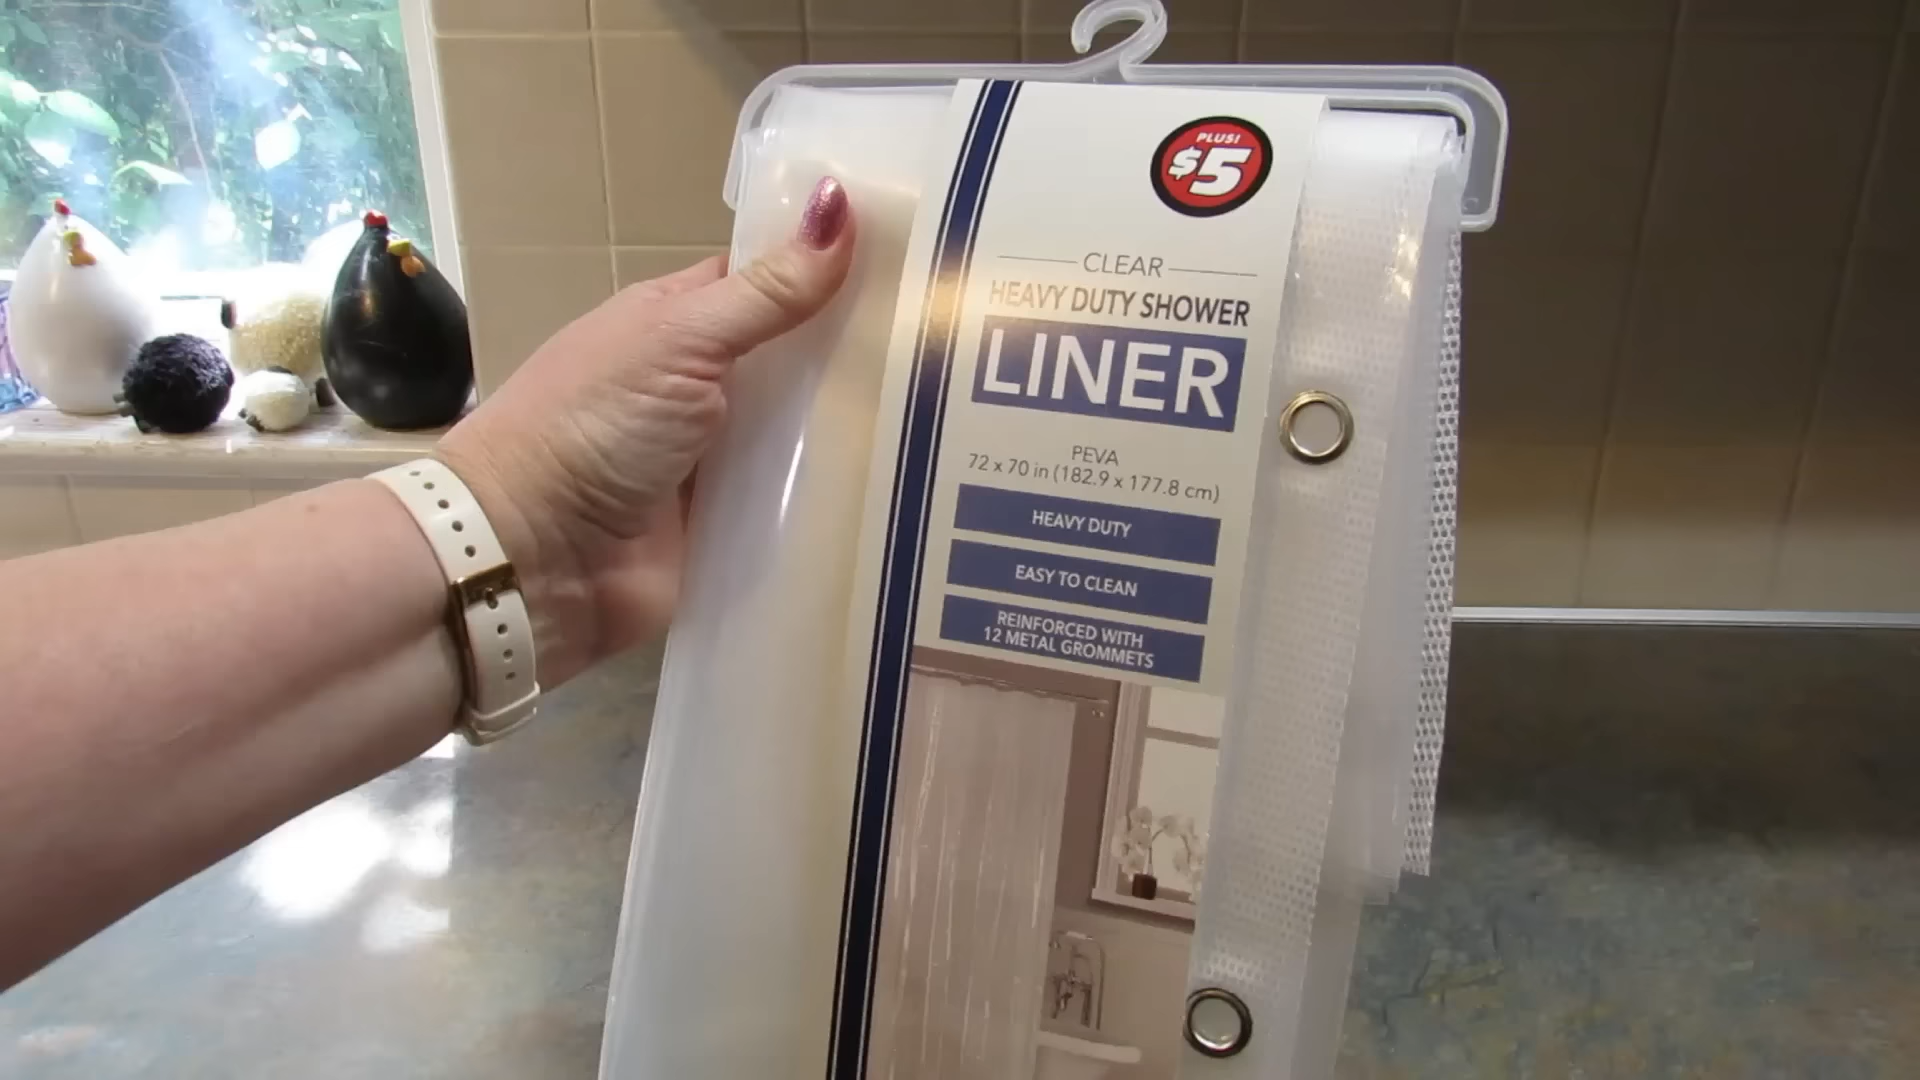 PLUS!
$5
CLEAR
HEAVY DUTY SHOWER
LINER
PEVA
72 x 70 in (182.9 x 177.8 cm)
HEAVY DUTY
EASY TO CLEAN
REINFORCED WITH
12 METAL GROMMETS